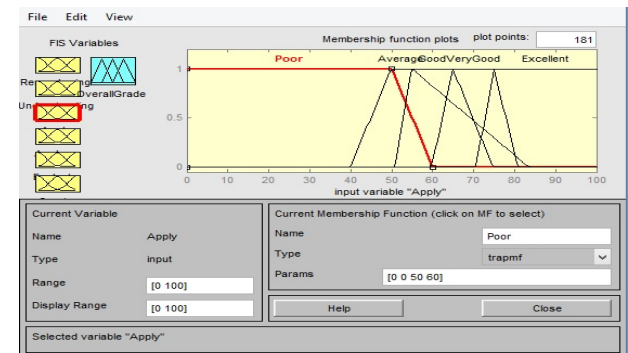 File Edit View
FIS Variables
OverallGrade
Membership function plots
plot points:
181
Poor
Average
Good
VeryGood
Excellent
1
0.5
0
0 10 20 30 40 50 60 70 80 90 100
input variable "Apply"
Current Variable
Name Apply
Type input
Range [0 100]
Display Range [0 100]
Current Membership Function (click on MF to select)
Name Poor
Type trapmf
Params [0 0 50 60]
Help Close
Selected variable "Apply"